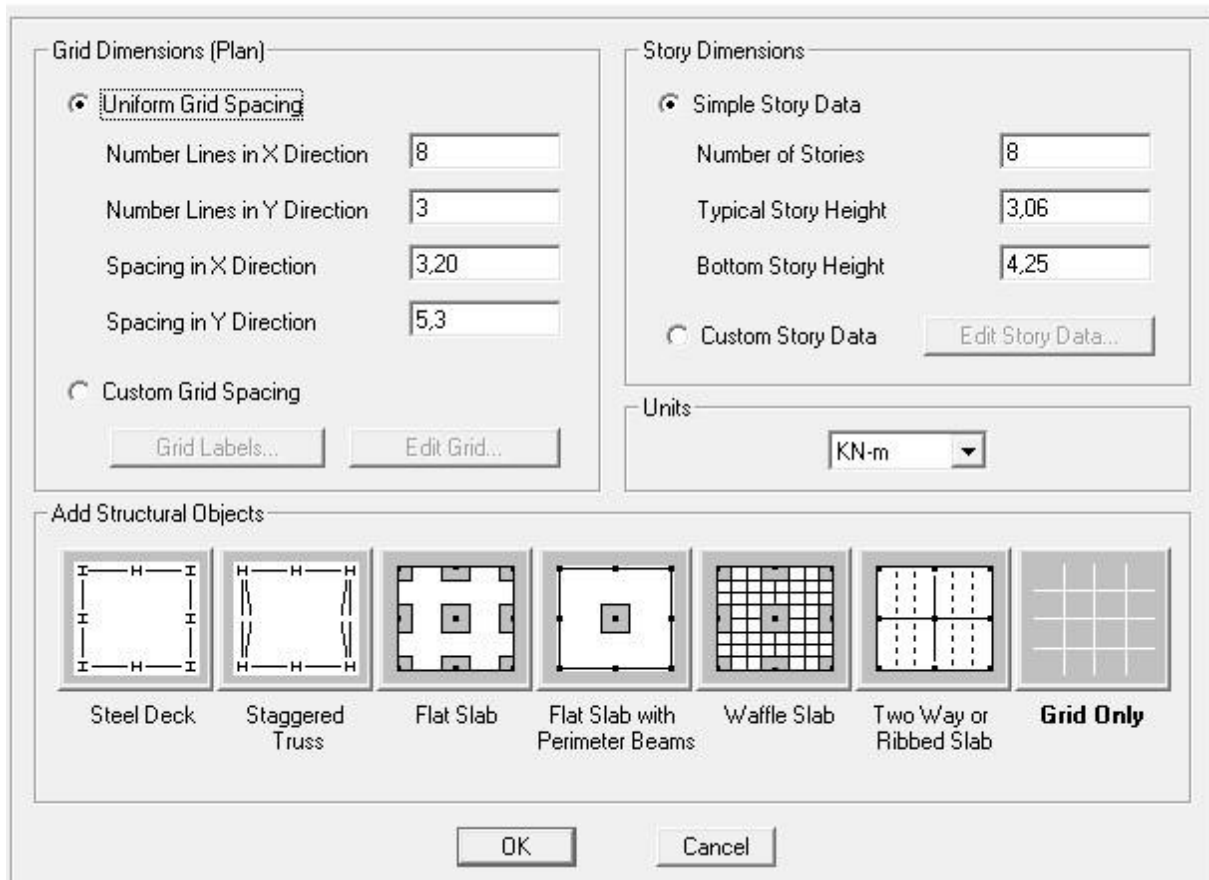 Grid Dimensions (Plan)
Uniform Grid Spacing
Number Lines in X Direction 8
Number Lines in Y Direction 3
Spacing in X Direction 3,20
Spacing in Y Direction 5,3
Custom Grid Spacing
Grid Labels... Edit Grid...
Story Dimensions
Simple Story Data
Number of Stories 8
Typical Story Height 3,06
Bottom Story Height 4,25
Custom Story Data Edit Story Data...
Units
KN-m
Add Structural Objects
Steel Deck
Staggered
Truss
Flat Slab
Flat Slab with
Perimeter Beams
Waffle Slab
Two Way or
Ribbed Slab
Grid Only
OK Cancel